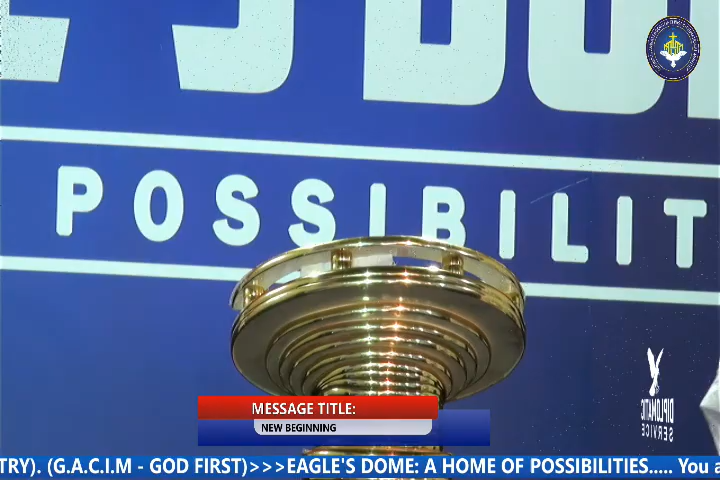 POSSIBILIT
DIPLOMATIC
SERVICE
MESSAGE TITLE:
NEW BEGINNING
TRY). (G.A.C.I.M - GOD FIRST)>>>EAGLE'S DOME: A HOME OF POSSIBILITIES..... You a